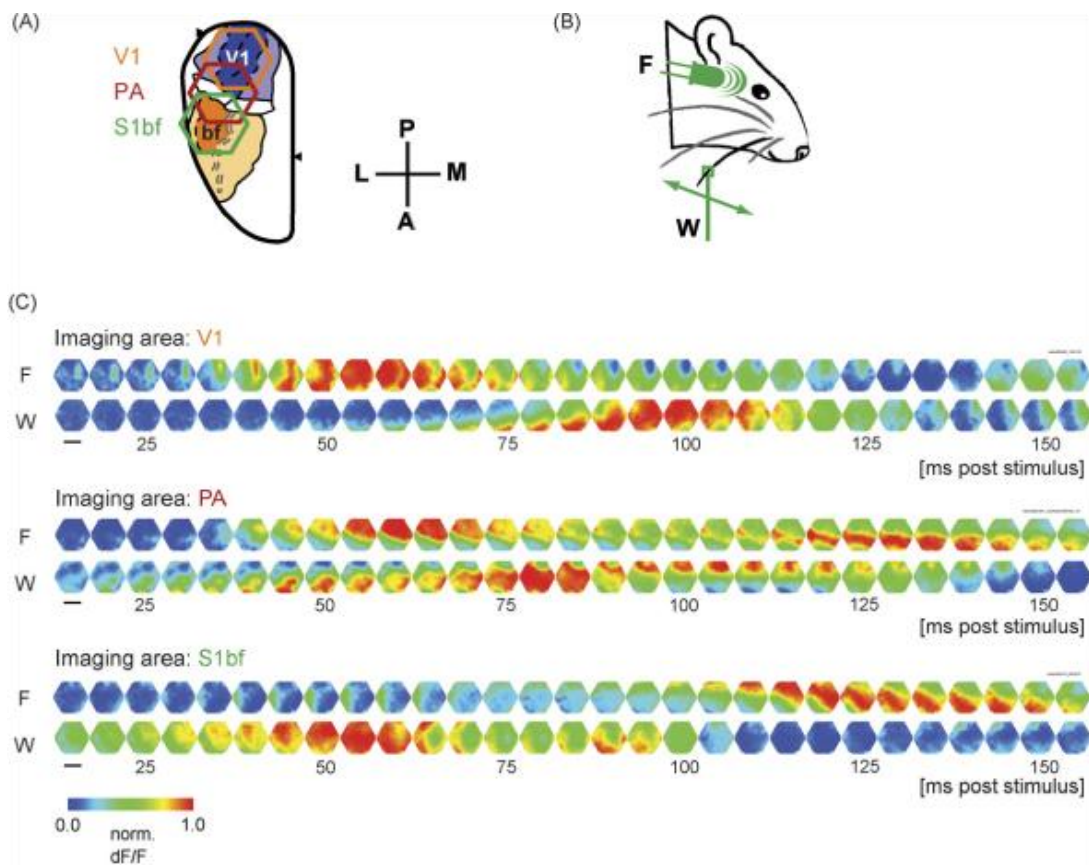 (A)
V1
PA
S1bf
V1
bf
P
L M
A
(B)
F
W
(C)
Imaging area: V1
F
W
25 50 75 100 125 150
[ms post stimulus]
Imaging area: PA
F
W
25 50 75 100 125 150
[ms post stimulus]
Imaging area: S1bf
F
W
25 50 75 100 125 150
[ms post stimulus]
0.0 1.0
norm.
dF/F